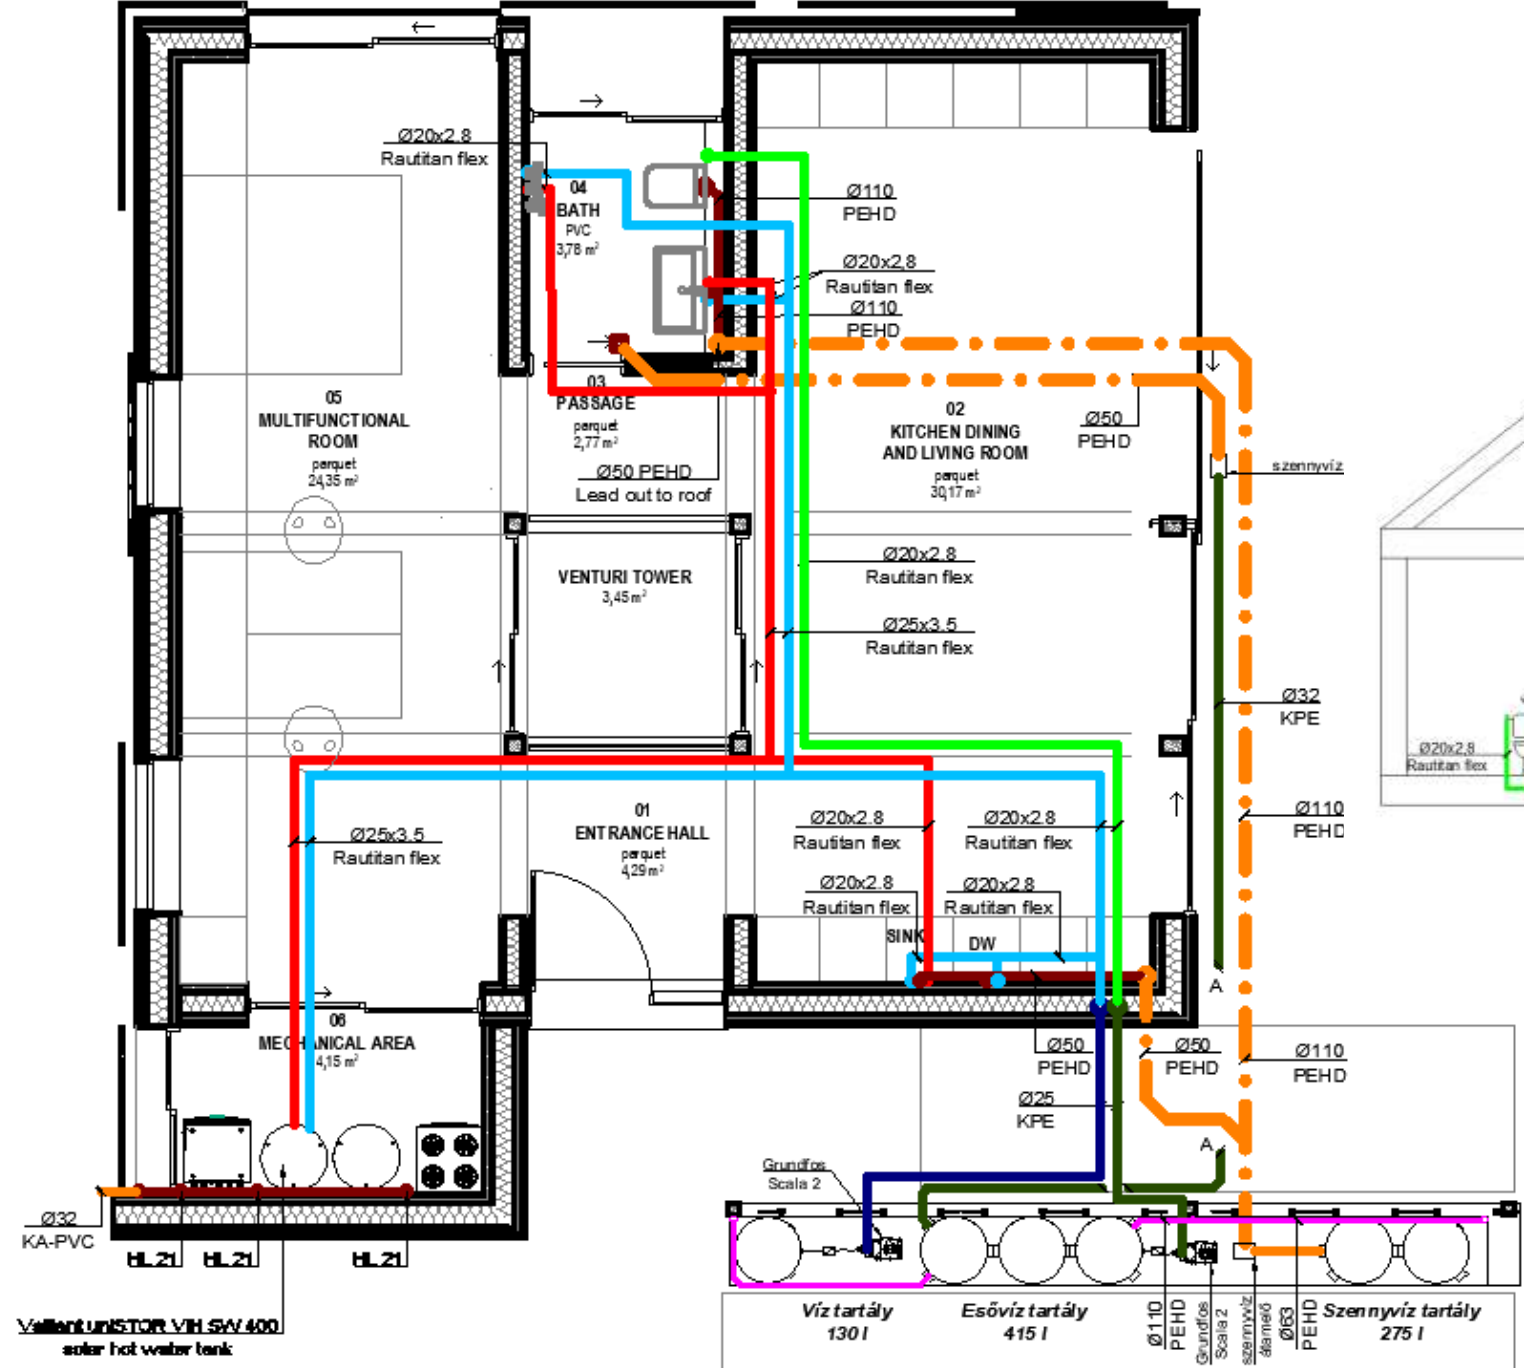 Ø20x2.8
Rautitan flex
04
BATH
PVC
3,78 m²
Ø110
PEHD
Ø20x2,8
Rautitan flex
Ø110
PEHD
05
MULTIFUNCTIONAL
ROOM
parquet
24,35 m²
03
PASSAGE
parquet
2,77 m²
02
KITCHEN DINING
AND LIVING ROOM
parquet
30,17 m²
Ø50
PEHD
Ø50 PEHD
Lead out to roof
szennyvíz
VENTURI TOWER
3,45 m²
Ø20x2.8
Rautitan flex
Ø25x3.5
Rautitan flex
Ø32
KPE
Ø20x2,8
Rautitan flex
Ø110
PEHD
01
ENTRANCE HALL
parquet
4,29 m²
Ø25x3.5
Rautitan flex
Ø20x2.8
Rautitan flex
Ø20x2.8
Rautitan flex
Ø20x2.8
Rautitan flex
Ø20x2.8
Rautitan flex
SINK
DW
A
06
MECHANICAL AREA
4,15 m²
Ø50
PEHD
Ø50
PEHD
Ø110
PEHD
Ø25
KPE
A
Grundfos
Scala 2
Ø32
KA-PVC
HL21
HL21
HL21
Vaillant uniSTOR VIH SW 400
solar hot water tank
Víz tartály
130 l
Esővíz tartály
415 l
Ø110
PEHD
Grundfos
Scala 2
szennyvíz
átemelő
Ø63
PEHD
Szennyvíz tartály
275 l